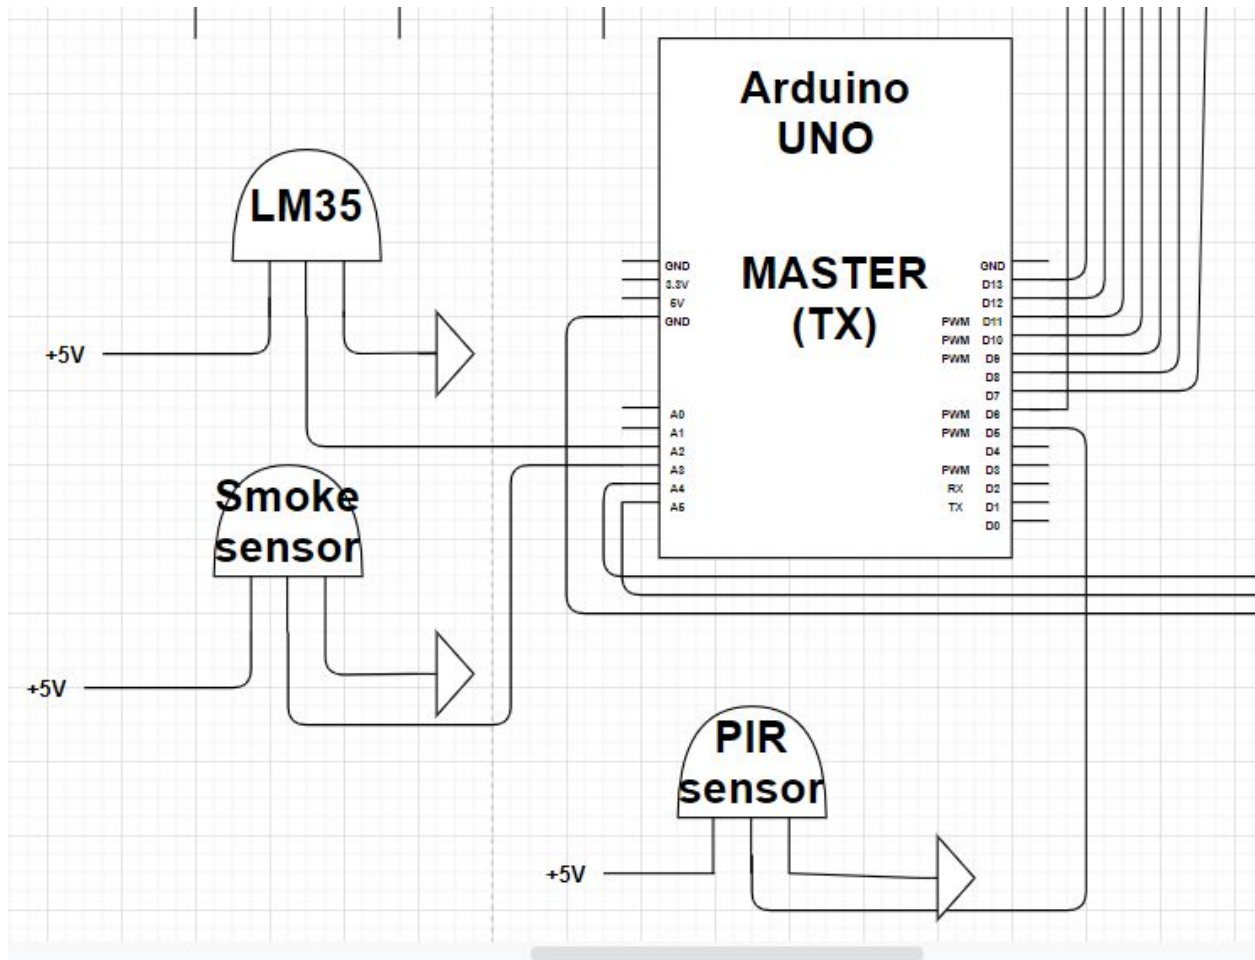 Arduino
UNO
MASTER
(TX)
LM35
+5V
Smoke
sensor
+5V
PIR
sensor
+5V
GND
3.3V
5V
GND
A0
A1
A2
A3
A4
A5
GND
D13
D12
PWM D11
PWM D10
PWM D9
D8
D7
PWM D6
PWM D5
D4
PWM D3
RX D2
TX D1
D0